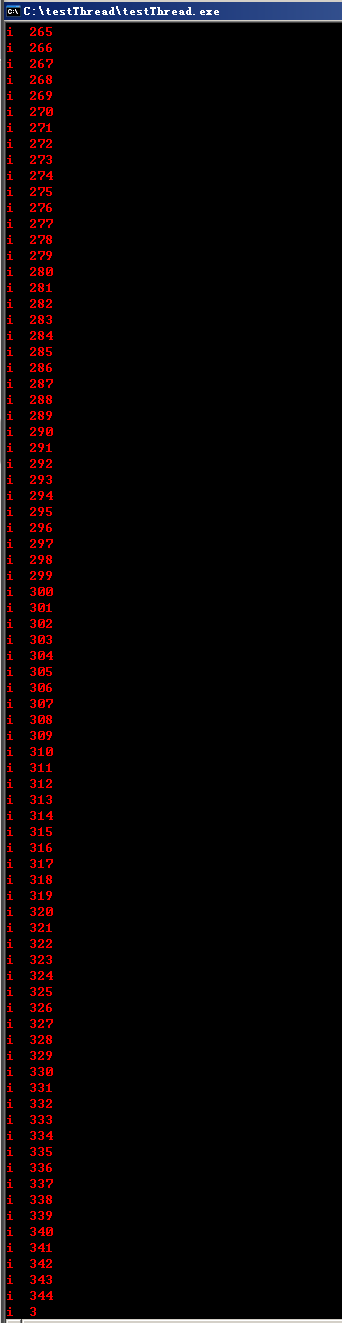 C:\testThread\testThread.exe
i  265
i  266
i  267
i  268
i  269
i  270
i  271
i  272
i  273
i  274
i  275
i  276
i  277
i  278
i  279
i  280
i  281
i  282
i  283
i  284
i  285
i  286
i  287
i  288
i  289
i  290
i  291
i  292
i  293
i  294
i  295
i  296
i  297
i  298
i  299
i  300
i  301
i  302
i  303
i  304
i  305
i  306
i  307
i  308
i  309
i  310
i  311
i  312
i  313
i  314
i  315
i  316
i  317
i  318
i  319
i  320
i  321
i  322
i  323
i  324
i  325
i  326
i  327
i  328
i  329
i  330
i  331
i  332
i  333
i  334
i  335
i  336
i  337
i  338
i  339
i  340
i  341
i  342
i  343
i  344
i  3